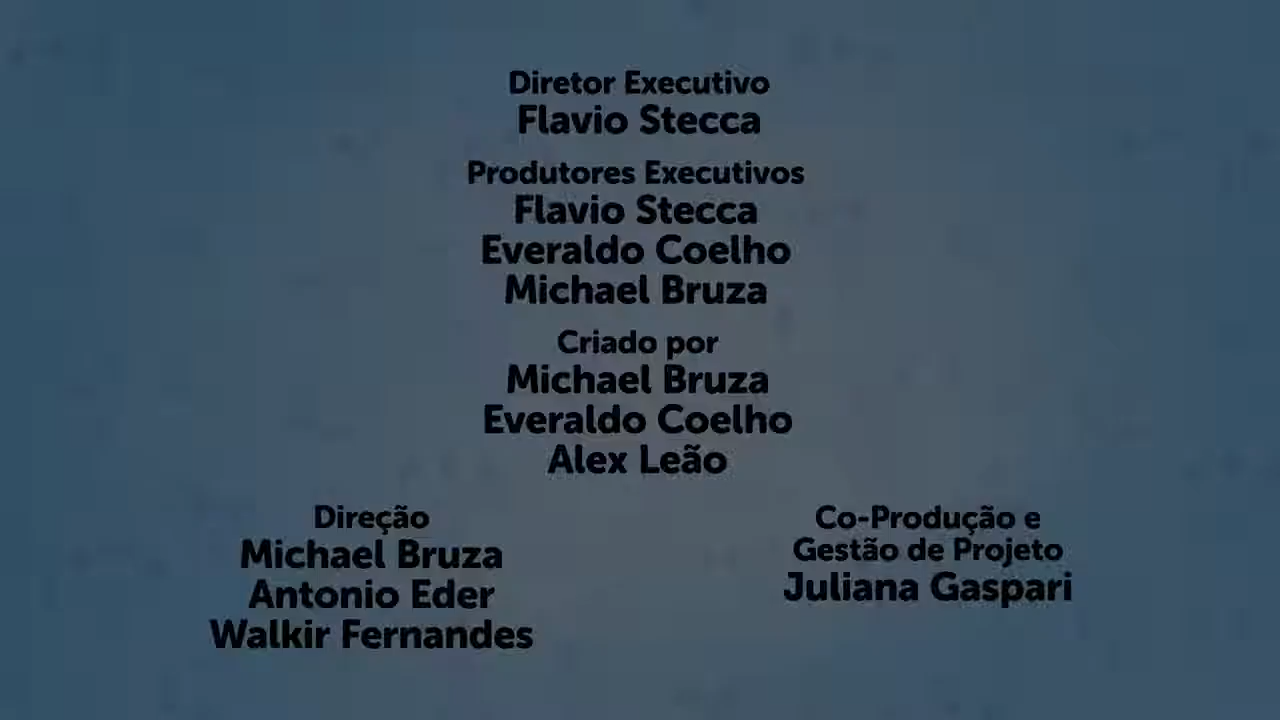 Diretor Executivo
Flavio Stecca
Produtores Executivos
Flavio Stecca
Everaldo Coelho
Michael Bruza
Criado por
Michael Bruza
Everaldo Coelho
Alex Leão
Direção
Michael Bruza
Antonio Eder
Walkir Fernandes
Co-Produção e
Gestão de Projeto
Juliana Gaspari